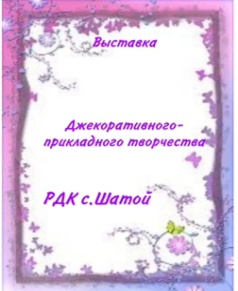 Выставка
Джекоративного-
прикладного творчества
РДК с.Шатой